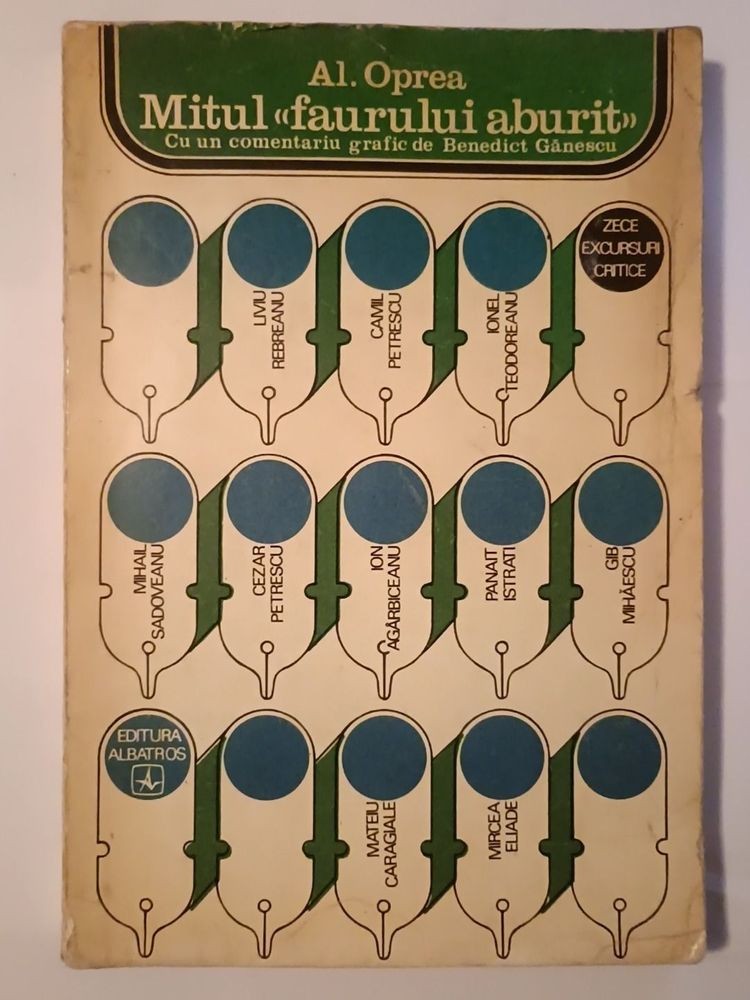 Al. Oprea
Mitul «faurului aburit»
Cu un comentariu grafic de Benedict Gănescu
ZECE
EXCURSURI
CRITICE
LIVIU
REBREANU
CAMIL
PETRESCU
IONEL
TEODOREANU
MIHAIL
SADOVEANU
CEZAR
PETRESCU
ION
AGÂRBICEANU
PANAIT
ISTRATI
GIB
MIHĂESCU
EDITURA
ALBATROS
MATEIU
CARAGIALE
MIRCEA
ELIADE